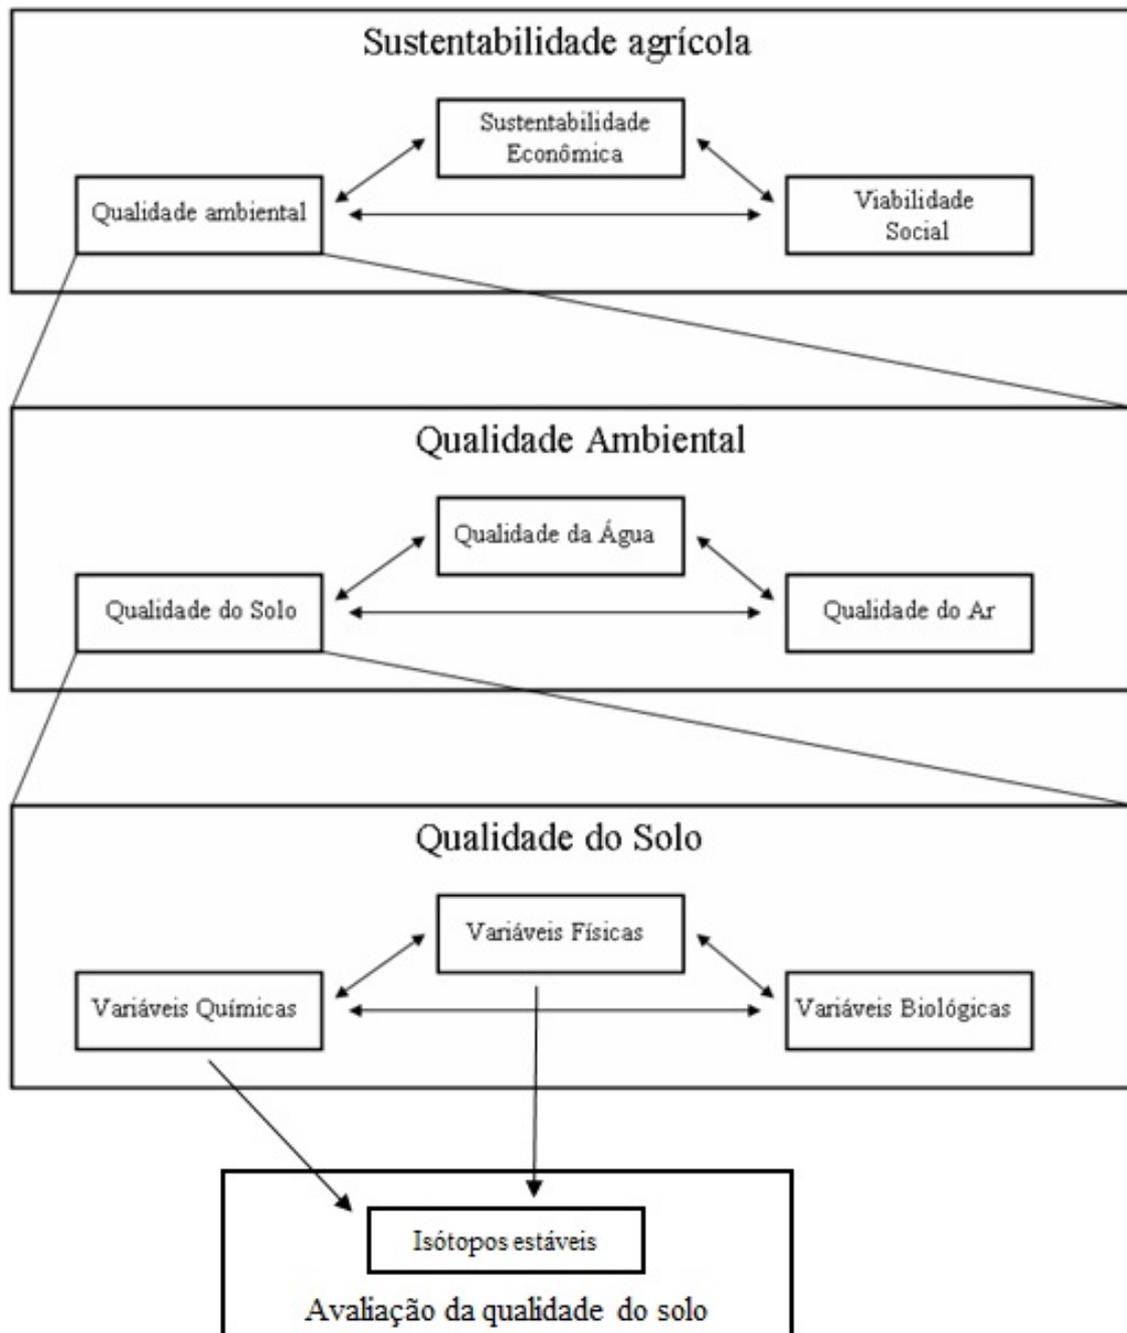 Sustentabilidade agrícola
Sustentabilidade
Econômica
Qualidade ambiental
Viabilidade
Social
Qualidade Ambiental
Qualidade da Água
Qualidade do Solo
Qualidade do Ar
Qualidade do Solo
Variáveis Físicas
Variáveis Químicas
Variáveis Biológicas
Isótopos estáveis
Avaliação da qualidade do solo